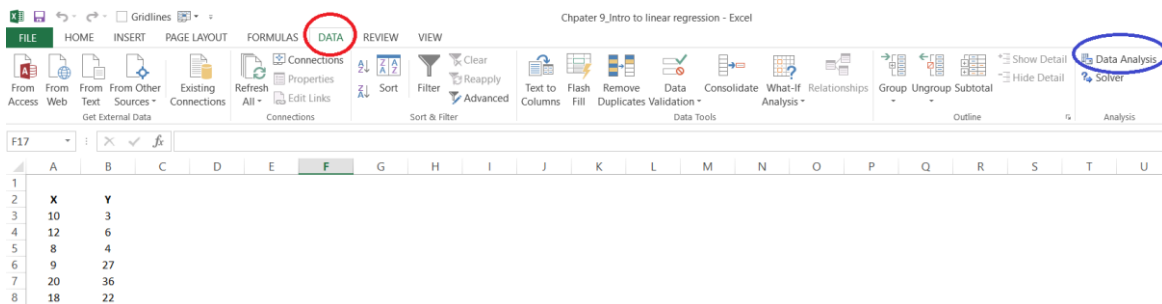 Gridlines
Chpater 9_Intro to linear regression - Excel
FILE HOME INSERT PAGE LAYOUT FORMULAS DATA REVIEW VIEW
From Access
From Web
From Text
From Other Sources
Existing Connections
Get External Data
Refresh All
Connections
Properties
Edit Links
Connections
Sort
Filter
Clear
Reapply
Advanced
Sort & Filter
Text to Columns
Flash Fill
Remove Duplicates
Data Validation
Consolidate
What-If Analysis
Relationships
Data Tools
Group
Ungroup
Subtotal
Show Detail
Hide Detail
Outline
Data Analysis
Solver
Analysis
F17 fx
A B C D E F G H I J K L M N O P Q R S T U
1
2 X Y
3 10 3
4 12 6
5 8 4
6 9 27
7 20 36
8 18 22